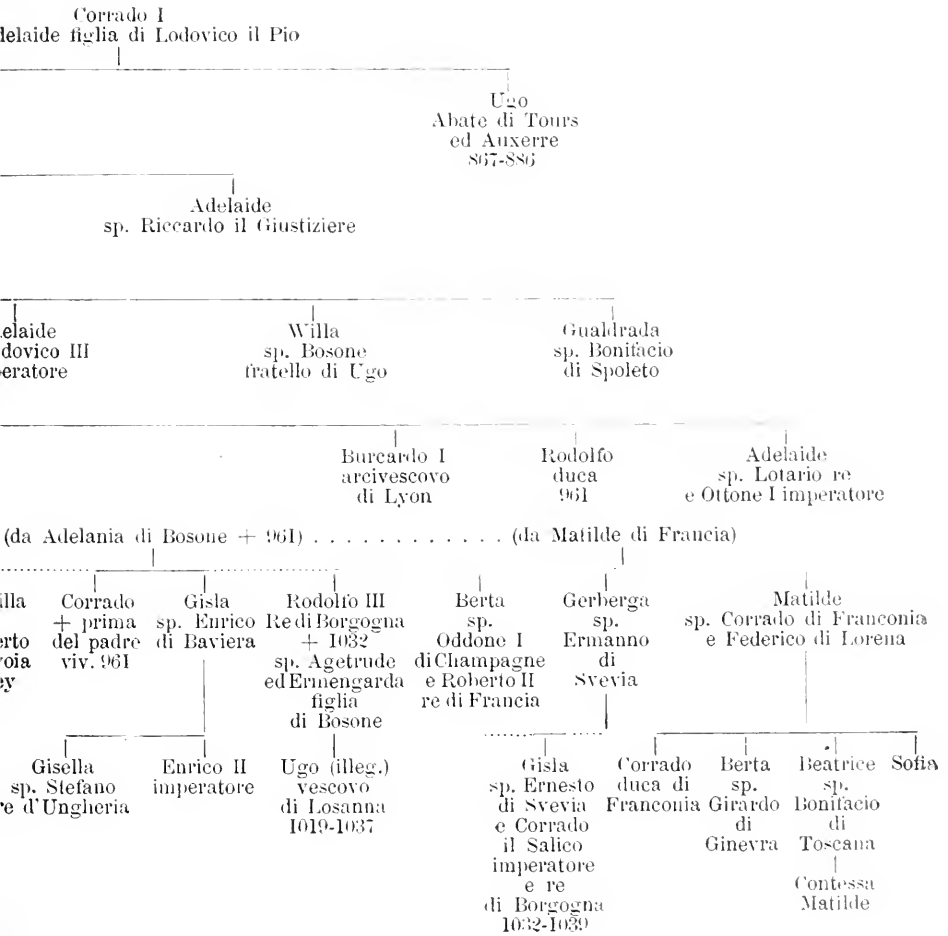 Corrado I
delaide figlia di Lodovico il Pio
Ugo
Abate di Tours
ed Auxerre
867-886
Adelaide
sp. Riccardo il Giustiziere
elaide
dovico III
eratore
Willa
sp. Bosone
fratello di Ugo
Gualdrada
sp. Bonifacio
di Spoleto
Burcardo I
arcivescovo
di Lyon
Rodolfo
duca
961
Adelaide
sp. Lotario re
e Ottone I imperatore
(da Adelania di Bosone + 961) . . . . . . . . . . . . . (da Matilde di Francia)
illa
erto
voia
ey
Corrado
+ prima
del padre
viv. 961
Gisla
sp. Enrico
di Baviera
Rodolfo III
Re di Borgogna
+ 1032
sp. Agetrude
ed Ermengarda
figlia
di Bosone
Berta
sp.
Oddone I
di Champagne
e Roberto II
re di Francia
Gerberga
sp.
Ermanno
di
Svevia
Matilde
sp. Corrado di Franconia
e Federico di Lorena
Gisella
sp. Stefano
re d'Ungheria
Enrico II
imperatore
Ugo (illeg.)
vescovo
di Losanna
1019-1037
Gisla
sp. Ernesto
di Svevia
e Corrado
il Salico
imperatore
e re
di Borgogna
1032-1039
Corrado
duca di
Franconia
Berta
sp.
Girardo
di
Ginevra
Beatrice
sp.
Bonifacio
di
Toscana
Contessa
Matilde
Sofia